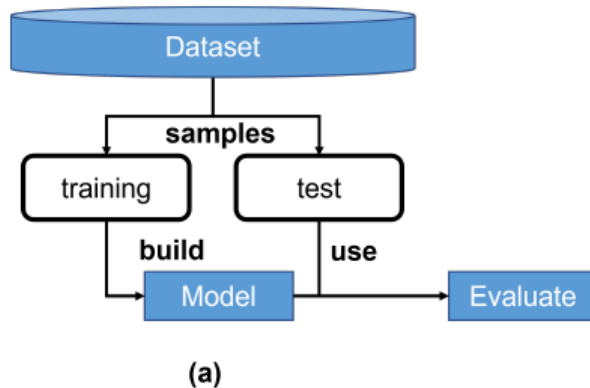 Dataset
samples
training
test
build
use
Model
Evaluate
(a)